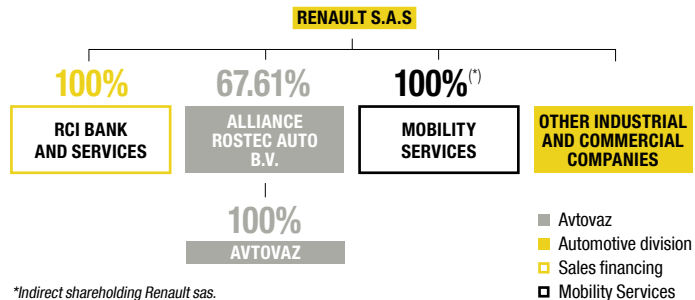 RENAULT S.A.S
100%
67.61%
100%(*)
RCI BANK
AND SERVICES
ALLIANCE
ROSTEC AUTO
B.V.
MOBILITY
SERVICES
OTHER INDUSTRIAL
AND COMMERCIAL
COMPANIES
100%
AVTOVAZ
Avtovaz
Automotive division
Sales financing
Mobility Services
*Indirect shareholding Renault sas.